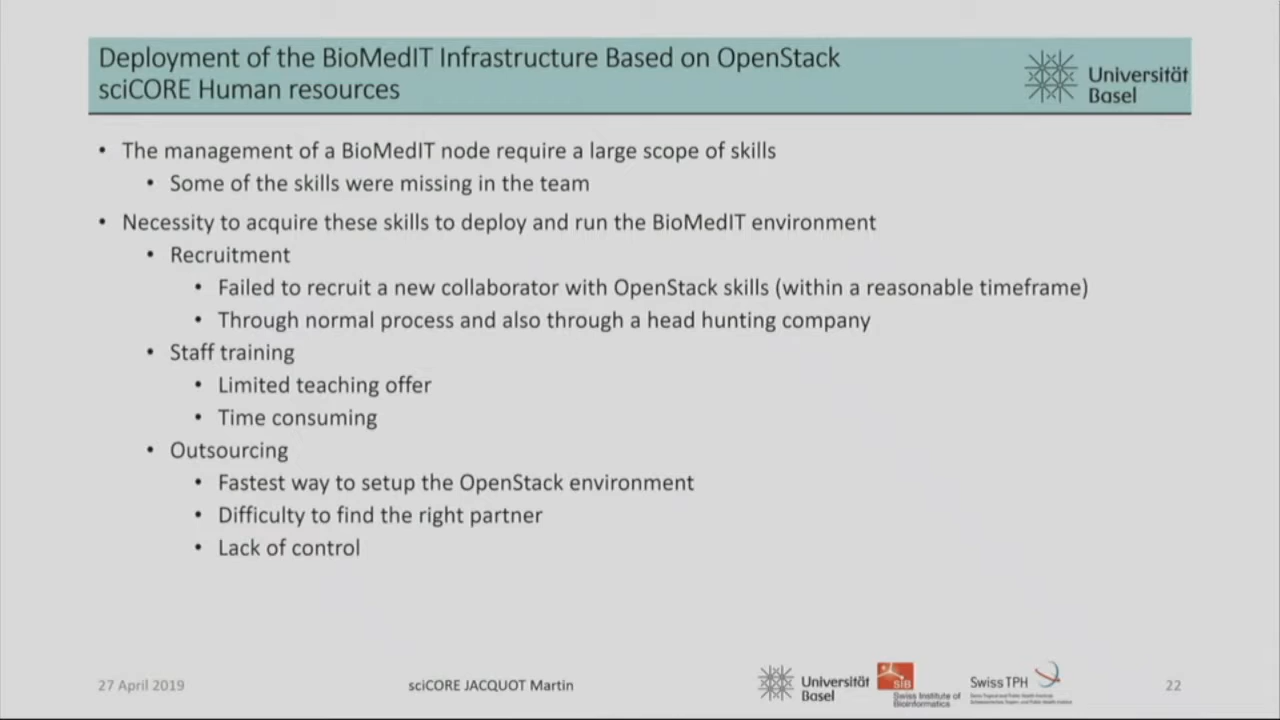 Deployment of the BioMedIT Infrastructure Based on OpenStack
sciCORE Human resources
Universität
Basel
• The management of a BioMedIT node require a large scope of skills
• Some of the skills were missing in the team
• Necessity to acquire these skills to deploy and run the BioMedIT environment
• Recruitment
• Failed to recruit a new collaborator with OpenStack skills (within a reasonable timeframe)
• Through normal process and also through a head hunting company
• Staff training
• Limited teaching offer
• Time consuming
• Outsourcing
• Fastest way to setup the OpenStack environment
• Difficulty to find the right partner
• Lack of control
27 April 2019
sciCORE JACQUOT Martin
Universität
Basel
SIB
Swiss Institute of
Bioinformatics
Swiss TPH
22